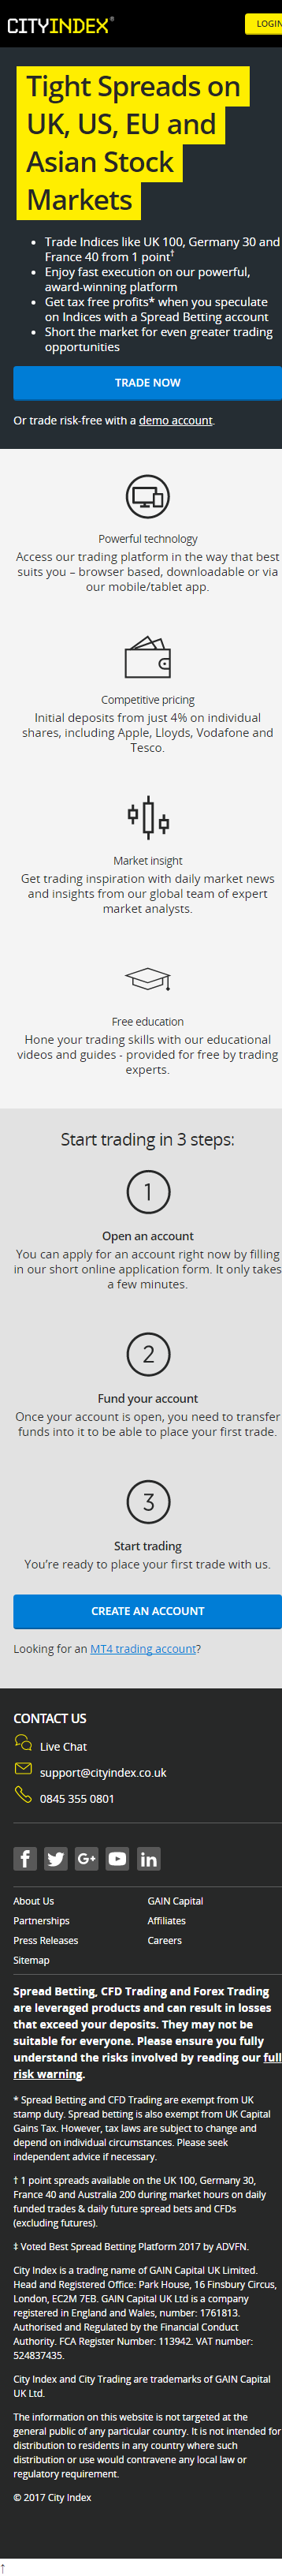 CITYINDEX®
LOGIN
Tight Spreads on
UK, US, EU and
Asian Stock
Markets
• Trade Indices like UK 100, Germany 30 and
France 40 from 1 point†
• Enjoy fast execution on our powerful,
award-winning platform
• Get tax free profits* when you speculate
on Indices with a Spread Betting account
• Short the market for even greater trading
opportunities
TRADE NOW
Or trade risk-free with a demo account.
Powerful technology
Access our trading platform in the way that best
suits you – browser based, downloadable or via
our mobile/tablet app.
Competitive pricing
Initial deposits from just 4% on individual
shares, including Apple, Lloyds, Vodafone and
Tesco.
Market insight
Get trading inspiration with daily market news
and insights from our global team of expert
market analysts.
Free education
Hone your trading skills with our educational
videos and guides - provided for free by trading
experts.
Start trading in 3 steps:
1
Open an account
You can apply for an account right now by filling
in our short online application form. It only takes
a few minutes.
2
Fund your account
Once your account is open, you need to transfer
funds into it to be able to place your first trade.
3
Start trading
You're ready to place your first trade with us.
CREATE AN ACCOUNT
Looking for an MT4 trading account?
CONTACT US
Live Chat
support@cityindex.co.uk
0845 355 0801
f G+ in
About Us GAIN Capital
Partnerships Affiliates
Press Releases Careers
Sitemap
Spread Betting, CFD Trading and Forex Trading
are leveraged products and can result in losses
that exceed your deposits. They may not be
suitable for everyone. Please ensure you fully
understand the risks involved by reading our full
risk warning.
* Spread Betting and CFD Trading are exempt from UK
stamp duty. Spread betting is also exempt from UK Capital
Gains Tax. However, tax laws are subject to change and
depend on individual circumstances. Please seek
independent advice if necessary.
† 1 point spreads available on the UK 100, Germany 30,
France 40 and Australia 200 during market hours on daily
funded trades & daily future spread bets and CFDs
(excluding futures).
‡ Voted Best Spread Betting Platform 2017 by ADVFN.
City Index is a trading name of GAIN Capital UK Limited.
Head and Registered Office: Park House, 16 Finsbury Circus,
London, EC2M 7EB. GAIN Capital UK Ltd is a company
registered in England and Wales, number: 1761813.
Authorised and Regulated by the Financial Conduct
Authority. FCA Register Number: 113942. VAT number:
524837435.
City Index and City Trading are trademarks of GAIN Capital
UK Ltd.
The information on this website is not targeted at the
general public of any particular country. It is not intended for
distribution to residents in any country where such
distribution or use would contravene any local law or
regulatory requirement.
© 2017 City Index
↑